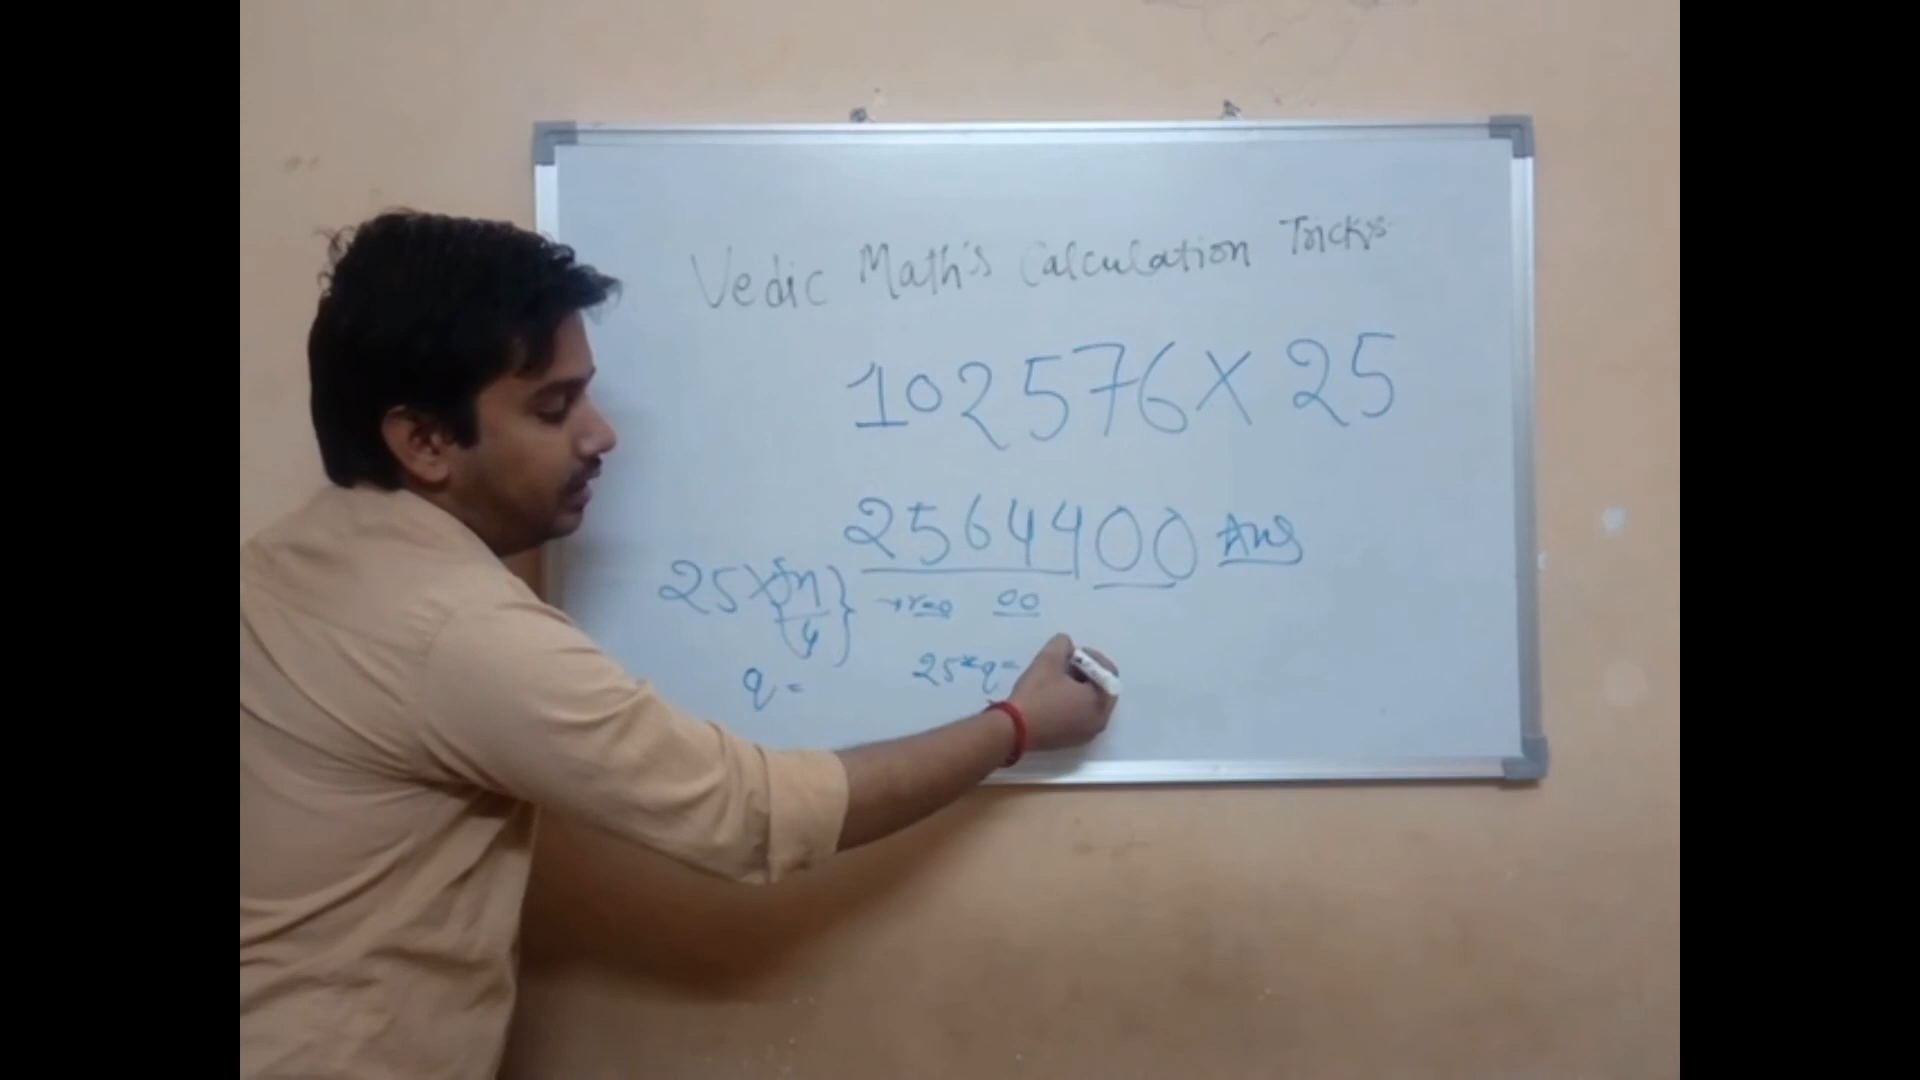 Vedic Math's Calculation Tricks
102576 X 25
2564400 Ans
25 X { n/4 } → r=0 00
q = 25 × q =